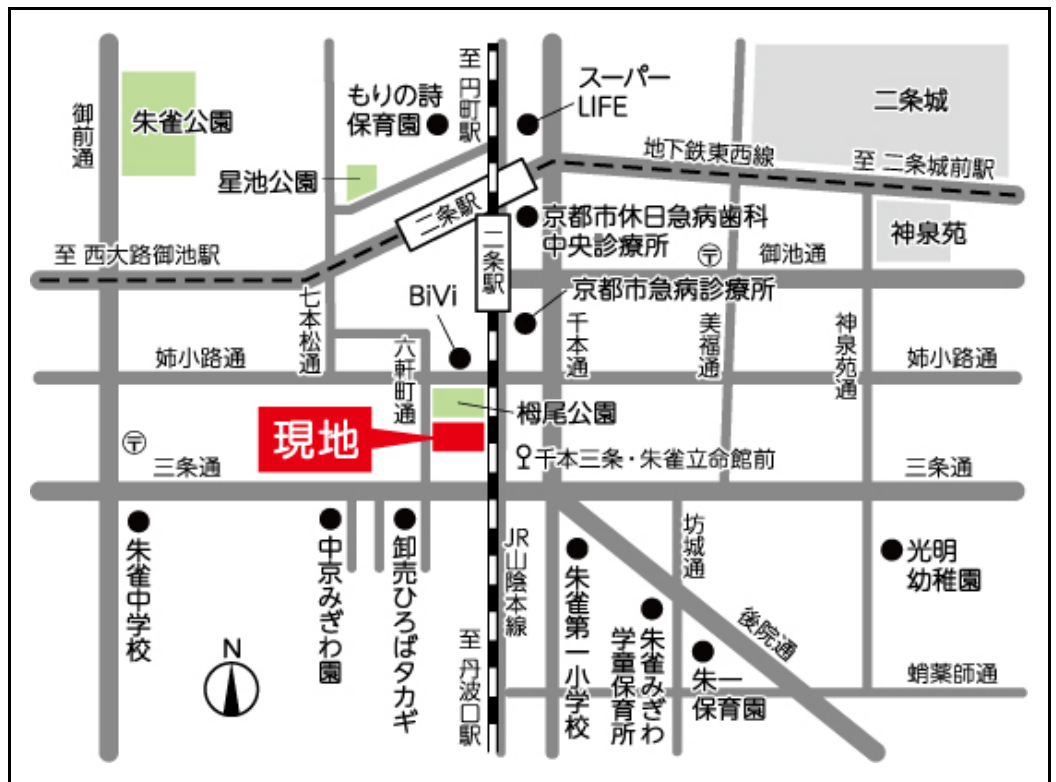 至 円町駅
スーパー
LIFE
もりの詩
保育園
御前通
朱雀公園
二条城
地下鉄東西線
至 二条城前駅
星池公園
二条駅
京都市休日急病歯科
中央診療所
神泉苑
至 西大路御池駅
二条駅
〒
御池通
BiVi
京都市急病診療所
七本松通
六軒町通
千本通
美福通
神泉苑通
姉小路通
姉小路通
栂尾公園
現地
〒
千本三条・朱雀立命館前
三条通
三条通
朱雀中学校
中京みぎわ園
卸売ひろばタカギ
JR山陰本線
坊城通
光明
幼稚園
朱雀第一小学校
朱雀みぎわ
学童保育所
後院通
至 丹波口駅
朱一
保育園
蛸薬師通
N